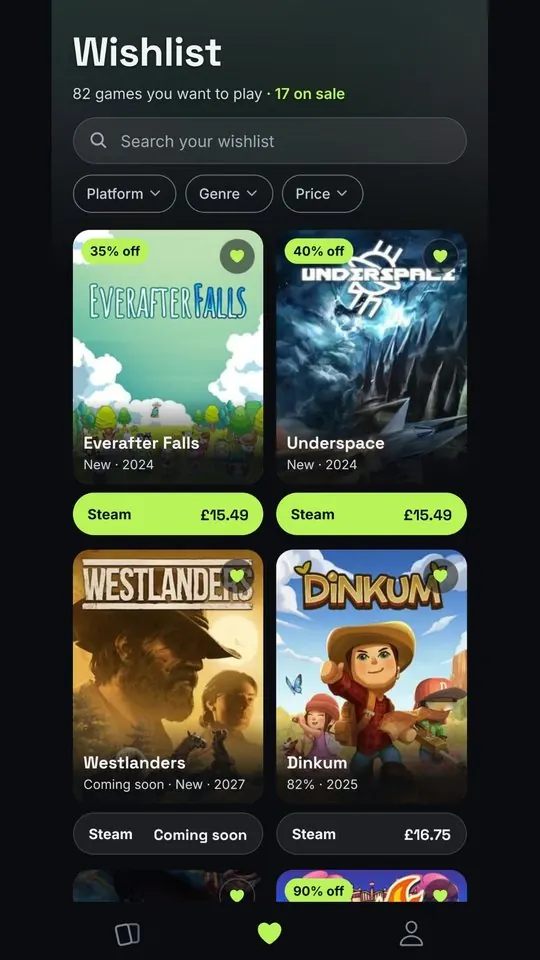 Wishlist
82 games you want to play · 17 on sale
Search your wishlist
Platform
Genre
Price
35% off
EVERAFTER FALLS
Everafter Falls
New · 2024
40% off
UNDERSPACE
Underspace
New · 2024
Steam £15.49
Steam £15.49
WESTLANDERS
Westlanders
Coming soon · New · 2027
DINKUM
Dinkum
82% · 2025
Steam Coming soon
Steam £16.75
90% off